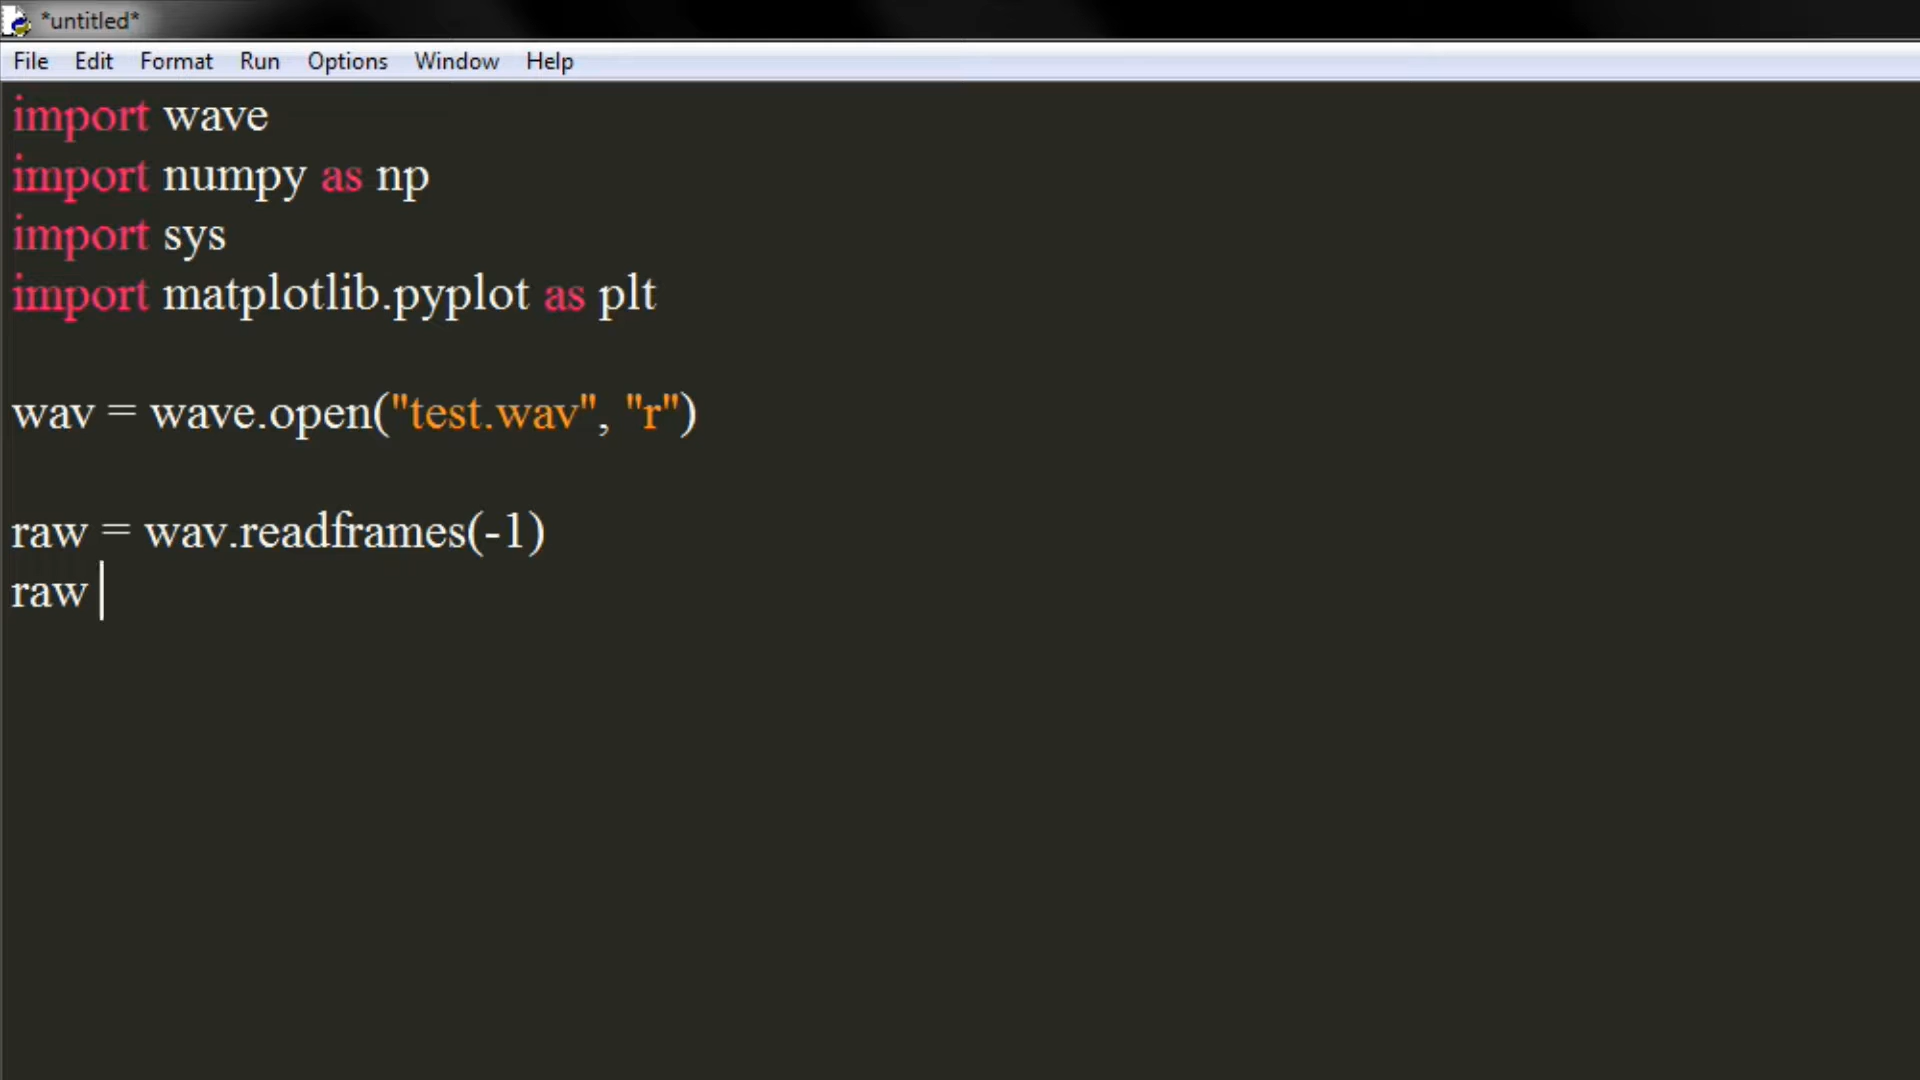 *untitled*
File Edit Format Run Options Window Help
import wave
import numpy as np
import sys
import matplotlib.pyplot as plt
wav = wave.open("test.wav", "r")
raw = wav.readframes(-1)
raw